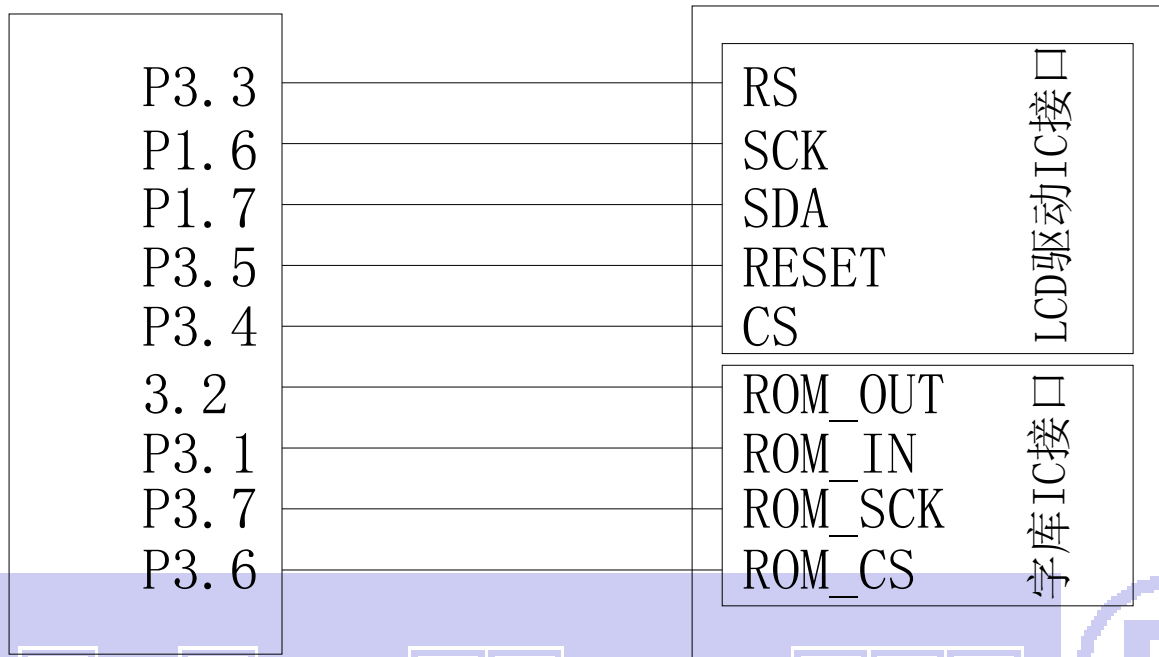 P3.3
P1.6
P1.7
P3.5
P3.4
3.2
P3.1
P3.7
P3.6
RS
SCK
SDA
RESET
CS
LCD驱动IC接口
ROM_OUT
ROM_IN
ROM_SCK
ROM_CS
字库IC接口